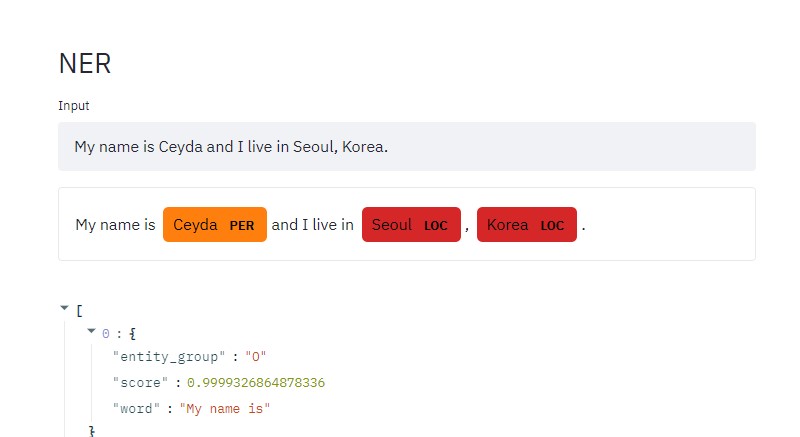 NER
Input
My name is Ceyda and I live in Seoul, Korea.
My name is Ceyda PER and I live in Seoul LOC , Korea LOC .
[
0 : {
"entity_group" : "O"
"score" : 0.9999326864878336
"word" : "My name is"
}